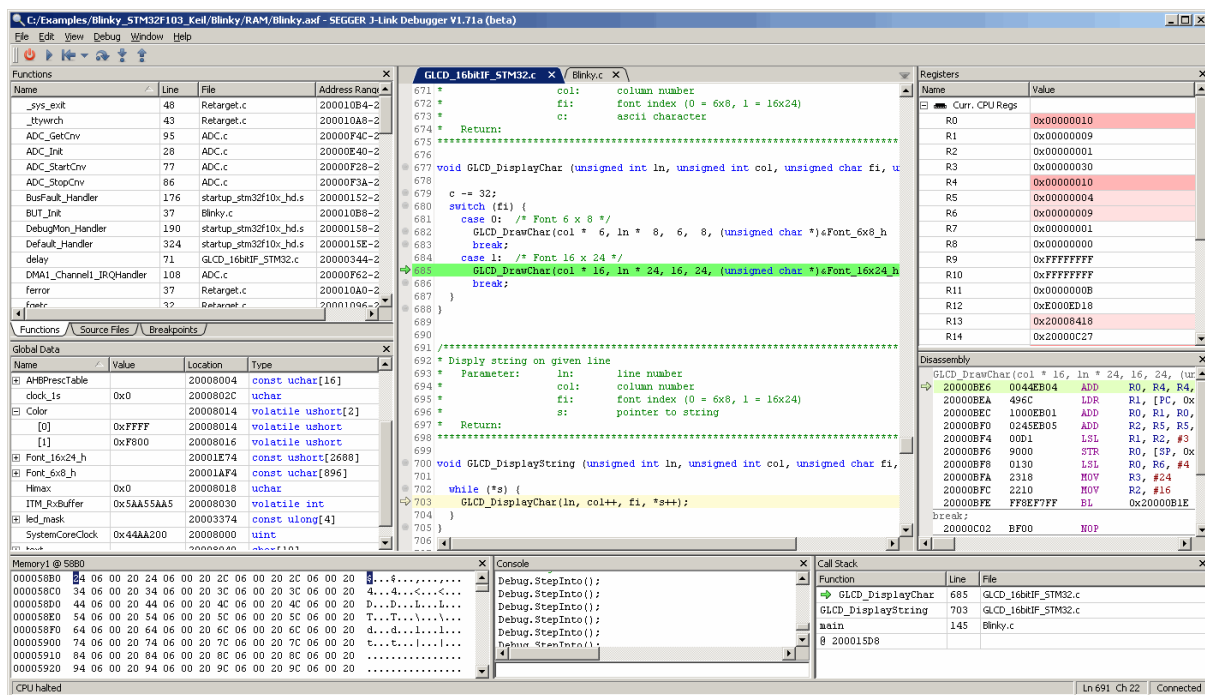 C:/Examples/Blinky_STM32F103_Keil/Blinky/RAM/Blinky.axf - SEGGER J-Link Debugger V1.71a (beta)
File Edit View Debug Window Help
Functions
Name Line File Address Range
_sys_exit 48 Retarget.c 200010B4-2
_ttywrch 43 Retarget.c 200010A8-2
ADC_GetCnv 95 ADC.c 20000F4C-2
ADC_Init 28 ADC.c 20000E40-2
ADC_StartCnv 77 ADC.c 20000F28-2
ADC_StopCnv 86 ADC.c 20000F3A-2
BusFault_Handler 176 startup_stm32f10x_hd.s 20000152-2
BUT_Init 37 Blinky.c 200010B8-2
DebugMon_Handler 190 startup_stm32f10x_hd.s 20000158-2
Default_Handler 324 startup_stm32f10x_hd.s 2000015E-2
delay 71 GLCD_16bitIF_STM32.c 20000344-2
DMA1_Channel1_IRQHandler 108 ADC.c 20000F62-2
ferror 37 Retarget.c 200010A0-2
fgetc 32 Retarget.c 20001096-2
Functions Source Files Breakpoints
Global Data
Name Value Location Type
AHBPrescTable 20008004 const uchar[16]
clock_1s 0x0 2000802C uchar
Color 20008014 volatile ushort[2]
[0] 0xFFFF 20008014 volatile ushort
[1] 0xF800 20008016 volatile ushort
Font_16x24_h 20001E74 const ushort[2688]
Font_6x8_h 20001AF4 const uchar[896]
Himax 0x0 20008018 uchar
ITM_RxBuffer 0x5AA55AA5 20008030 volatile int
led_mask 20003374 const ulong[4]
SystemCoreClock 0x44AA200 20008000 uint
text 20008040 char[10]
GLCD_16bitIF_STM32.c Blinky.c
671 * col: column number
672 * fi: font index (0 = 6x8, 1 = 16x24)
673 * c: ascii character
674 * Return:
675 ******************************************************************************
676
677 void GLCD_DisplayChar (unsigned int ln, unsigned int col, unsigned char fi, u
678
679 c -= 32;
680 switch (fi) {
681 case 0: /* Font 6 x 8 */
682 GLCD_DrawChar(col * 6, ln * 8, 6, 8, (unsigned char *)&Font_6x8_h
683 break;
684 case 1: /* Font 16 x 24 */
685 GLCD_DrawChar(col * 16, ln * 24, 16, 24, (unsigned char *)&Font_16x24_h
686 break;
687 }
688 }
689
690
691 /*****************************************************************************
692 * Disply string on given line
693 * Parameter: ln: line number
694 * col: column number
695 * fi: font index (0 = 6x8, 1 = 16x24)
696 * s: pointer to string
697 * Return:
698 ******************************************************************************
699
700 void GLCD_DisplayString (unsigned int ln, unsigned int col, unsigned char fi,
701
702 while (*s) {
703 GLCD_DisplayChar(ln, col++, fi, *s++);
704 }
705 }
706
Registers
Name Value
Curr. CPU Regs
R0 0x00000010
R1 0x00000009
R2 0x00000001
R3 0x00000030
R4 0x00000010
R5 0x00000004
R6 0x00000009
R7 0x00000001
R8 0x00000000
R9 0xFFFFFFFF
R10 0xFFFFFFFF
R11 0x0000000B
R12 0xE000ED18
R13 0x20008418
R14 0x20000C27
Disassembly
GLCD_DrawChar(col * 16, ln * 24, 16, 24, (un
20000BE6 0044EB04 ADD R0, R4, R4,
20000BEA 496C LDR R1, [PC, 0x
20000BEC 1000EB01 ADD R0, R1, R0,
20000BF0 0245EB05 ADD R2, R5, R5,
20000BF4 00D1 LSL R1, R2, #3
20000BF6 9000 STR R0, [SP, 0x
20000BF8 0130 LSL R0, R6, #4
20000BFA 2318 MOV R3, #24
20000BFC 2210 MOV R2, #16
20000BFE FF8EF7FF BL 0x20000B1E
break;
20000C02 BF00 NOP
Memory1 @ 58B0
000058B0 24 06 00 20 24 06 00 20 2C 06 00 20 2C 06 00 20 $...$...,...,...
000058C0 34 06 00 20 34 06 00 20 3C 06 00 20 3C 06 00 20 4...4...<...<...
000058D0 44 06 00 20 44 06 00 20 4C 06 00 20 4C 06 00 20 D...D...L...L...
000058E0 54 06 00 20 54 06 00 20 5C 06 00 20 5C 06 00 20 T...T...\...\...
000058F0 64 06 00 20 64 06 00 20 6C 06 00 20 6C 06 00 20 d...d...l...l...
00005900 74 06 00 20 74 06 00 20 7C 06 00 20 7C 06 00 20 t...t...|...|...
00005910 84 06 00 20 84 06 00 20 8C 06 00 20 8C 06 00 20 ................
00005920 94 06 00 20 94 06 00 20 9C 06 00 20 9C 06 00 20 ................
Console
Debug.StepInto();
Debug.StepInto();
Debug.StepInto();
Debug.StepInto();
Debug.StepInto();
Debug.StepInto();
Call Stack
Function Line File
GLCD_DisplayChar 685 GLCD_16bitIF_STM32.c
GLCD_DisplayString 703 GLCD_16bitIF_STM32.c
main 145 Blinky.c
@ 200015D8
CPU halted
Ln 691 Ch 22 Connected